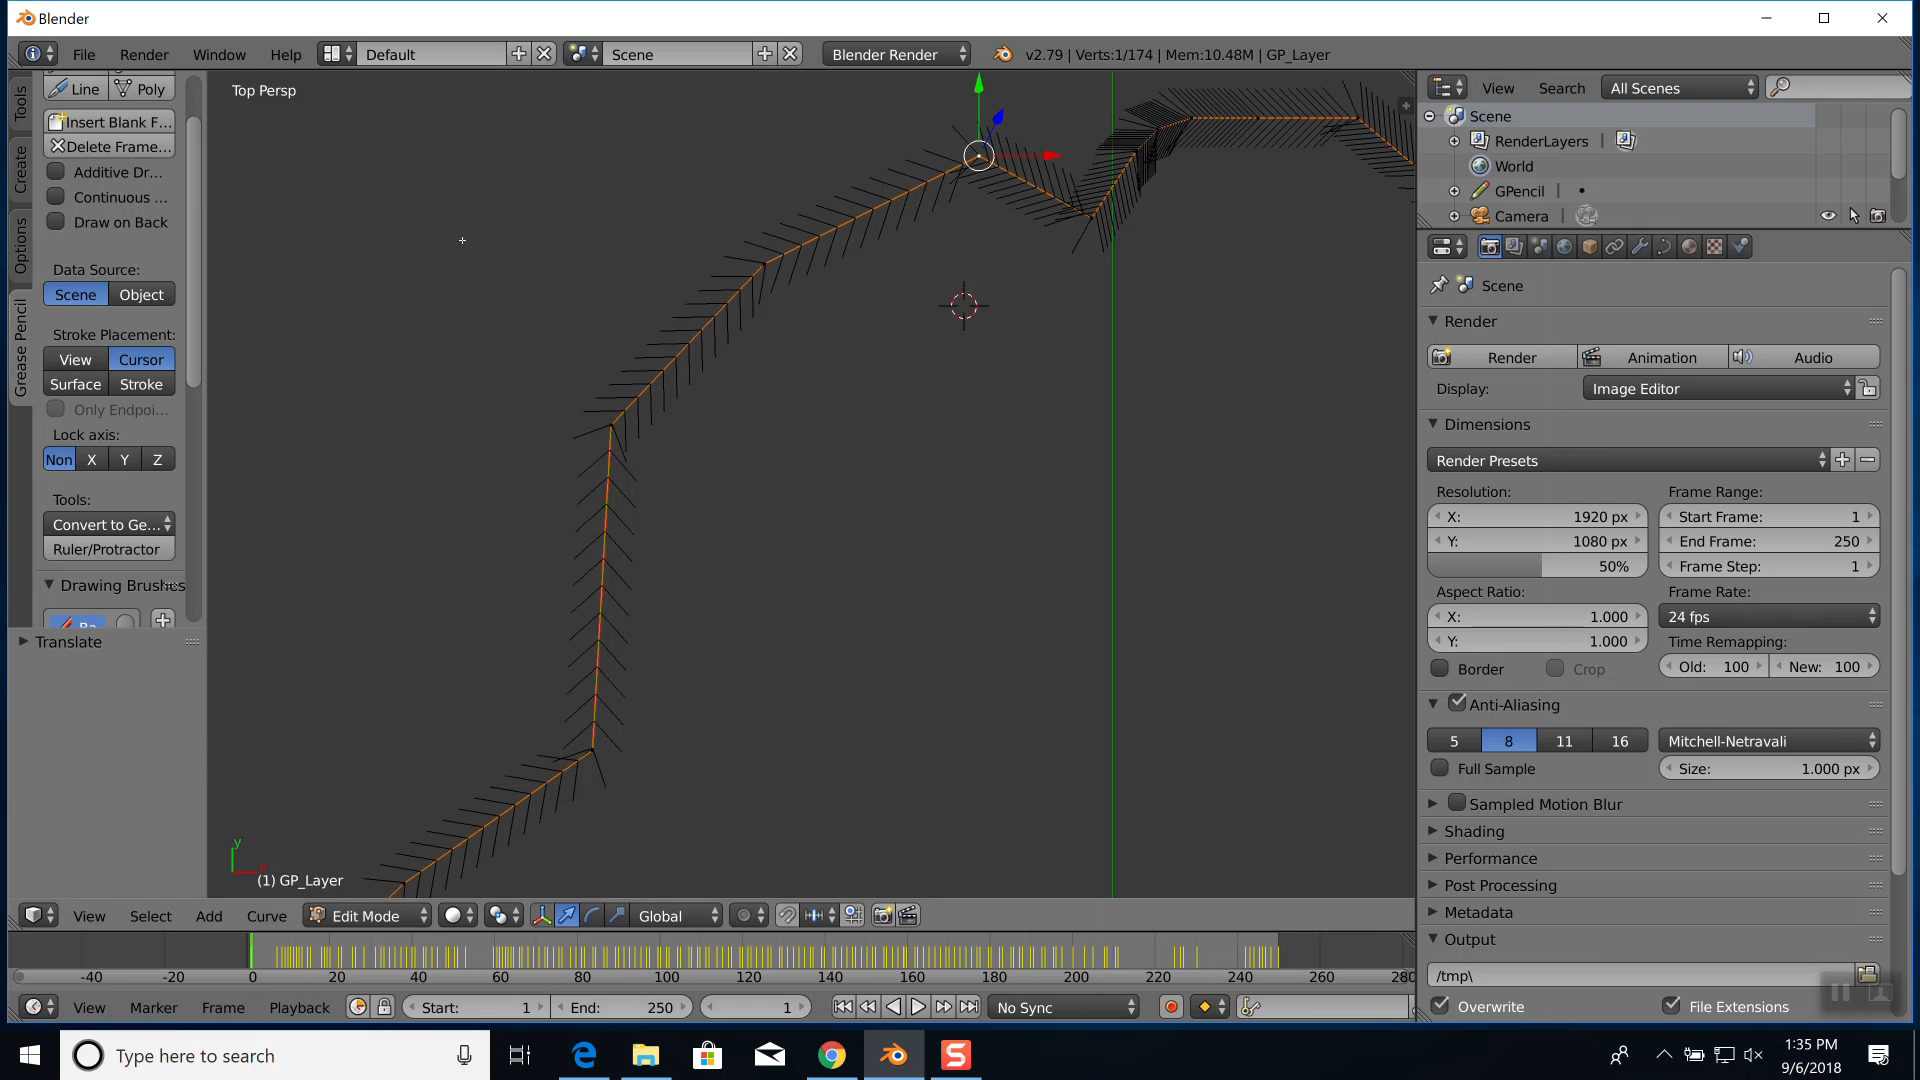 Blender
File Render Window Help Default Scene Blender Render v2.79 | Verts:1/174 | Mem:10.48M | GP_Layer
Tools
Create
Options
Grease Pencil
Line Poly
Insert Blank F...
Delete Frame...
Additive Dr...
Continuous ...
Draw on Back
Data Source:
Scene Object
Stroke Placement:
View Cursor
Surface Stroke
Only Endpoi...
Lock axis:
Non X Y Z
Tools:
Convert to Ge...
Ruler/Protractor
Drawing Brushes
Ba
Translate
Top Persp
y
x
(1) GP_Layer
View Search All Scenes
Scene
RenderLayers
World
GPencil
Camera
Scene
Render
Render Animation Audio
Display: Image Editor
Dimensions
Render Presets
Resolution: Frame Range:
X: 1920 px Start Frame: 1
Y: 1080 px End Frame: 250
50% Frame Step: 1
Aspect Ratio: Frame Rate:
X: 1.000 24 fps
Y: 1.000 Time Remapping:
Border Crop Old: 100 New: 100
Anti-Aliasing
5 8 11 16 Mitchell-Netravali
Full Sample Size: 1.000 px
Sampled Motion Blur
Shading
Performance
Post Processing
Metadata
Output
/tmp\
Overwrite File Extensions
View Select Add Curve Edit Mode Global
-40 -20 0 20 40 60 80 100 120 140 160 180 200 220 240 260 280
View Marker Frame Playback Start: 1 End: 250 1 No Sync
Type here to search
1:35 PM
9/6/2018